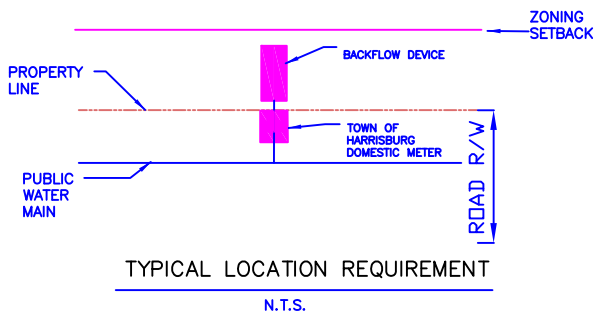 ZONING
SETBACK
BACKFLOW DEVICE
PROPERTY
LINE
TOWN OF
HARRISBURG
DOMESTIC METER
ROAD R/W
PUBLIC
WATER
MAIN
TYPICAL LOCATION REQUIREMENT
N.T.S.